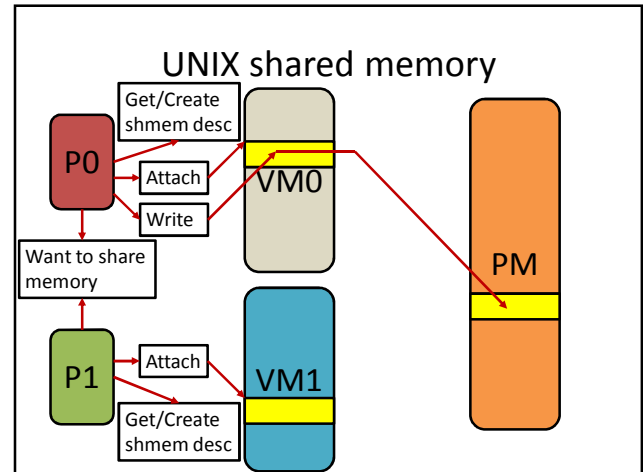 UNIX shared memory
Get/Create
shmem desc
P0
Attach
VM0
Write
Want to share
memory
PM
P1
Attach
VM1
Get/Create
shmem desc